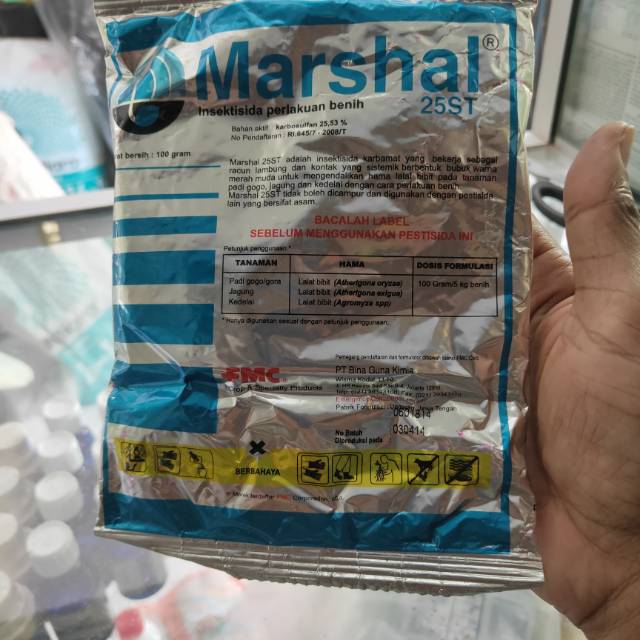 Marshal®
25ST
Insektisida perlakuan benih
Bahan aktif : karbosulfan 25,53 %
No Pendaftaran : RI.645/7 - 2008/T
at bersih : 100 gram
Marshal 25ST adalah insektisida karbamat yang bekerja sebagai
racun lambung dan kontak yang sistemik berbentuk bubuk warna
merah muda untuk mengendalikan hama lalat bibit pada tanaman
padi gogo, jagung dan kedelai dengan cara perlakuan benih.
Marshal 25ST tidak boleh dicampur dan digunakan dengan pestisida
lain yang bersifat asam.
BACALAH LABEL
SEBELUM MENGGUNAKAN PESTISIDA INI
Petunjuk penggunaan *
TANAMAN HAMA DOSIS FORMULASI
Padi gogo/gora Lalat bibit (Atherigona oryzae) 100 Gram/5 kg benih
Jagung Lalat bibit (Atherigona exigua)
Kedelai Lalat bibit (Agromyza spp)
* Hanya digunakan sesuai dengan petunjuk penggunaan.
FMC
PT Bina Guna Kimia
No Batch
Diproduksi pada
030414
BERBAHAYA